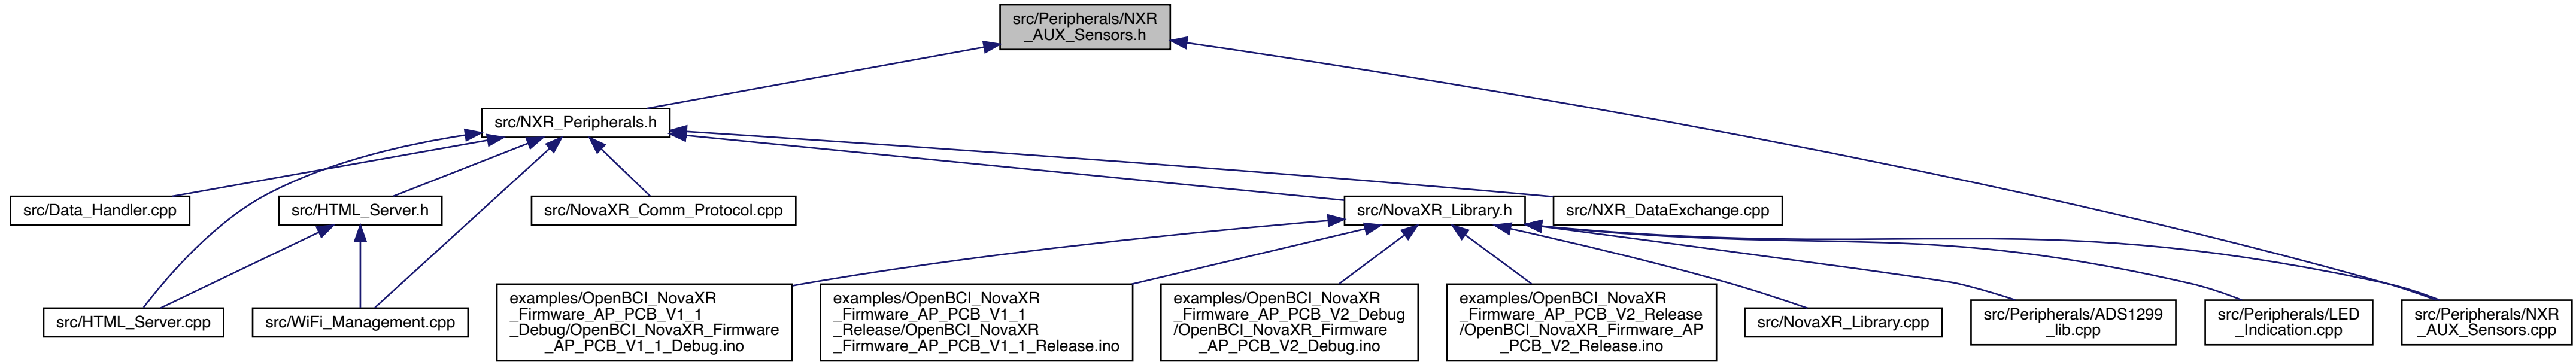 src/Peripherals/NXR
_AUX_Sensors.h
src/NXR_Peripherals.h
src/Data_Handler.cpp
src/HTML_Server.h
src/NovaXR_Comm_Protocol.cpp
src/NovaXR_Library.h
src/NXR_DataExchange.cpp
src/HTML_Server.cpp
src/WiFi_Management.cpp
examples/OpenBCI_NovaXR
_Firmware_AP_PCB_V1_1
_Debug/OpenBCI_NovaXR_Firmware
_AP_PCB_V1_1_Debug.ino
examples/OpenBCI_NovaXR
_Firmware_AP_PCB_V1_1
_Release/OpenBCI_NovaXR
_Firmware_AP_PCB_V1_1_Release.ino
examples/OpenBCI_NovaXR
_Firmware_AP_PCB_V2_Debug
/OpenBCI_NovaXR_Firmware
_AP_PCB_V2_Debug.ino
examples/OpenBCI_NovaXR
_Firmware_AP_PCB_V2_Release
/OpenBCI_NovaXR_Firmware_AP
_PCB_V2_Release.ino
src/NovaXR_Library.cpp
src/Peripherals/ADS1299
_lib.cpp
src/Peripherals/LED
_Indication.cpp
src/Peripherals/NXR
_AUX_Sensors.cpp